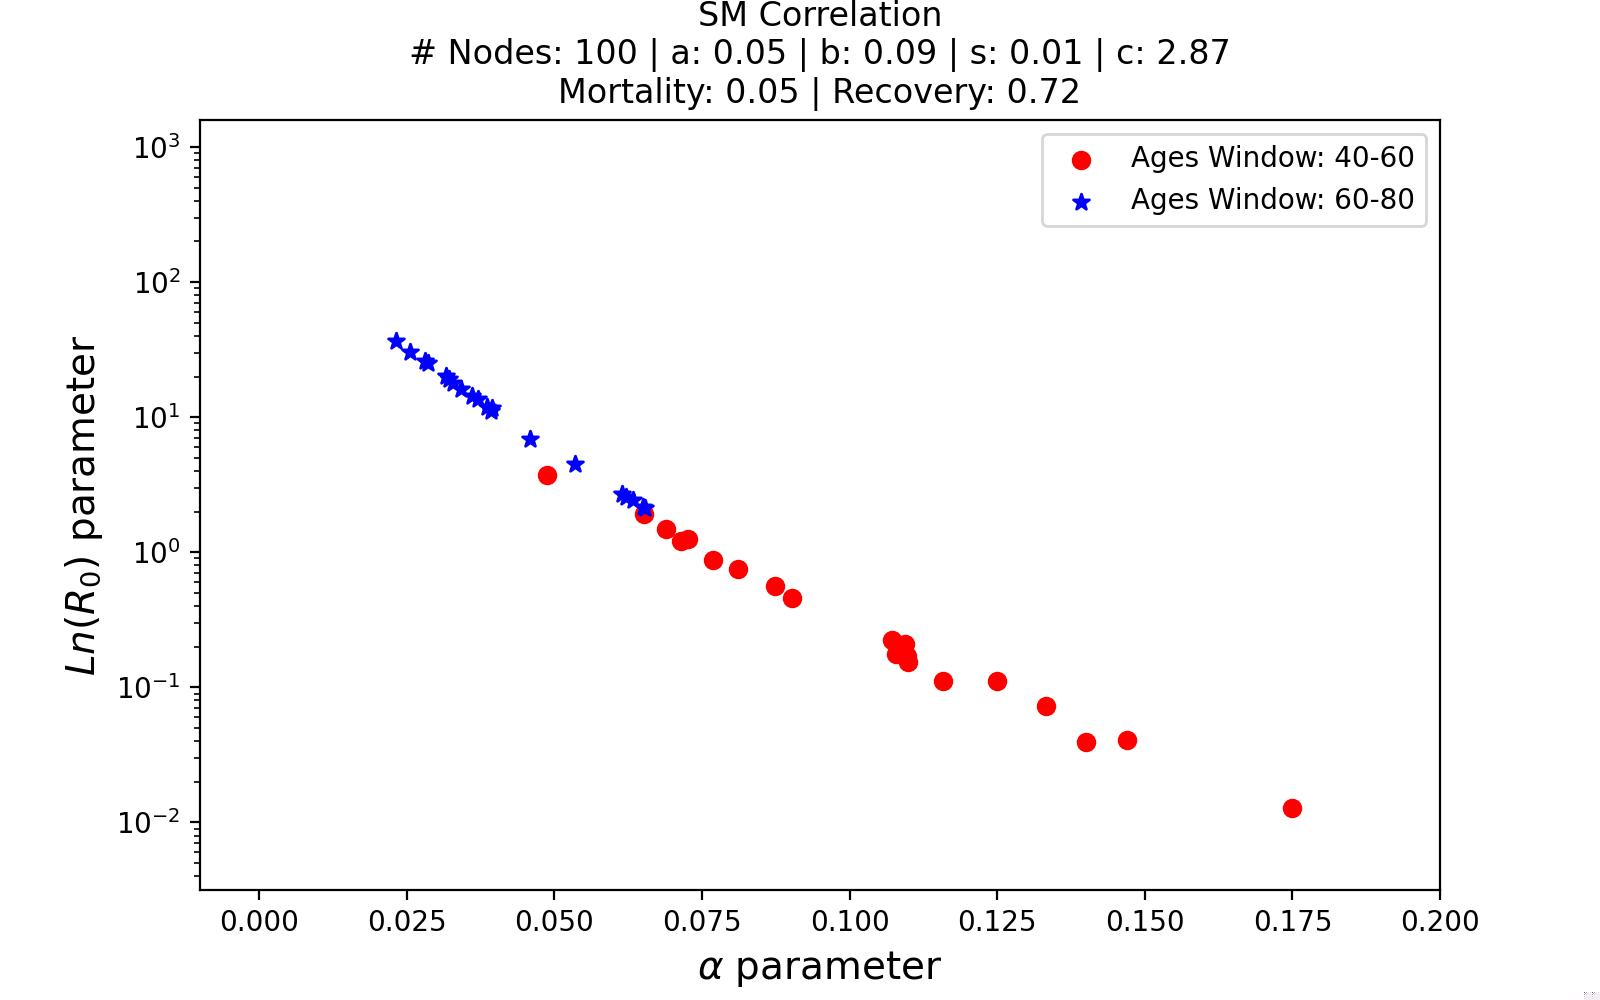 SM Correlation
# Nodes: 100 | a: 0.05 | b: 0.09 | s: 0.01 | c: 2.87
Mortality: 0.05 | Recovery: 0.72
Ages Window: 40-60
Ages Window: 60-80
10³
10²
10¹
10⁰
10⁻¹
10⁻²
Ln(R₀) parameter
0.000 0.025 0.050 0.075 0.100 0.125 0.150 0.175 0.200
α parameter